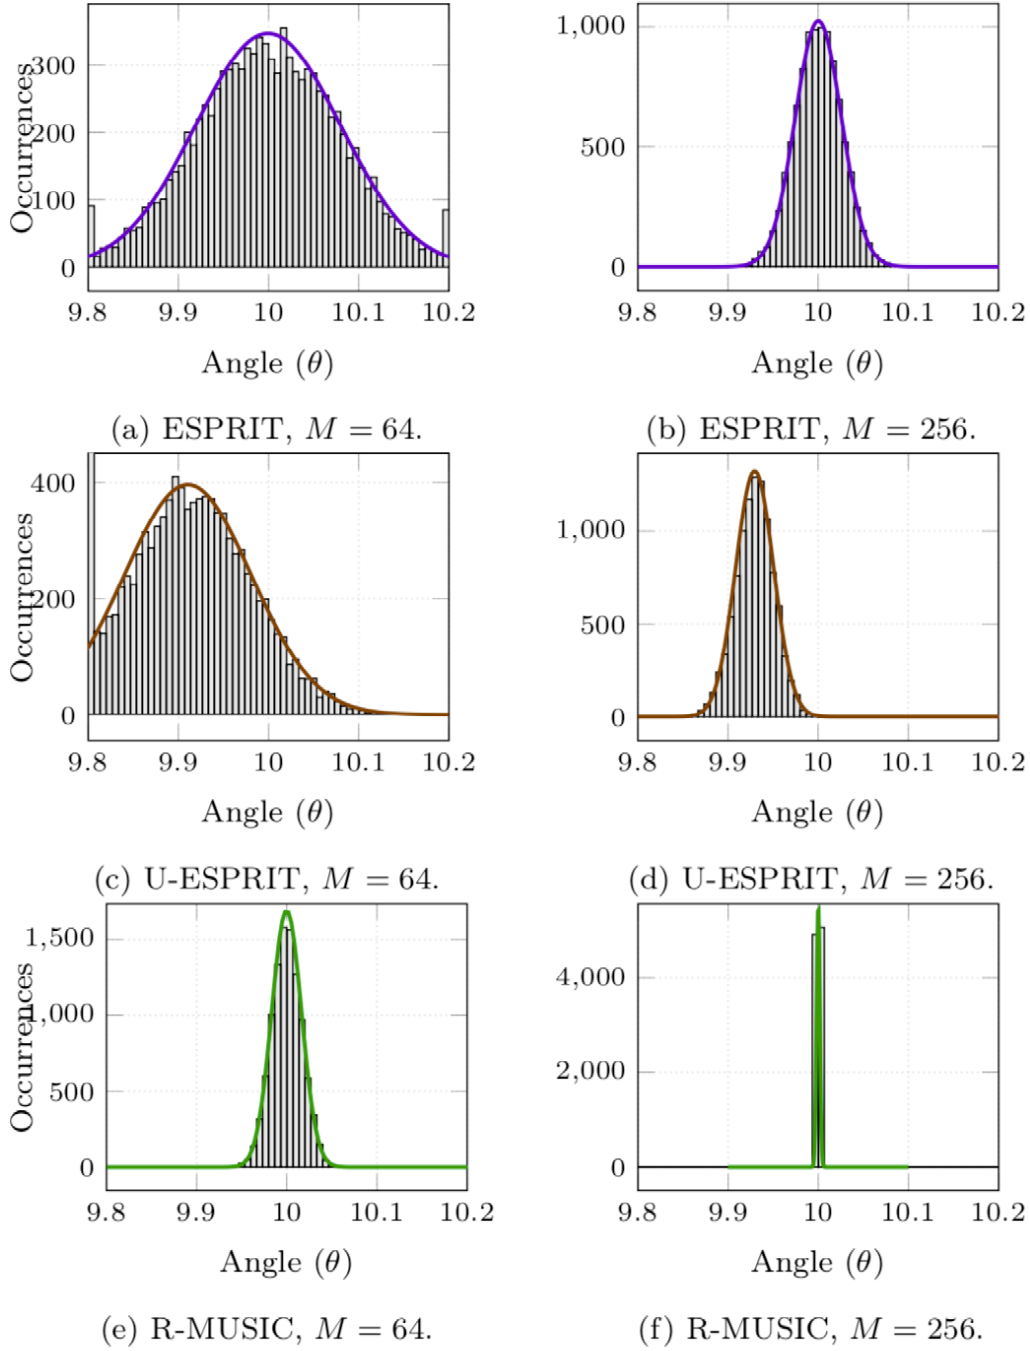 Occurrences
300
200
100
0
9.8 9.9 10 10.1 10.2
Angle (θ)
(a) ESPRIT, M = 64.
1,000
500
0
9.8 9.9 10 10.1 10.2
Angle (θ)
(b) ESPRIT, M = 256.
Occurrences
400
200
0
9.8 9.9 10 10.1 10.2
Angle (θ)
(c) U-ESPRIT, M = 64.
1,000
500
0
9.8 9.9 10 10.1 10.2
Angle (θ)
(d) U-ESPRIT, M = 256.
Occurrences
1,500
1,000
500
0
9.8 9.9 10 10.1 10.2
Angle (θ)
(e) R-MUSIC, M = 64.
4,000
2,000
0
9.8 9.9 10 10.1 10.2
Angle (θ)
(f) R-MUSIC, M = 256.